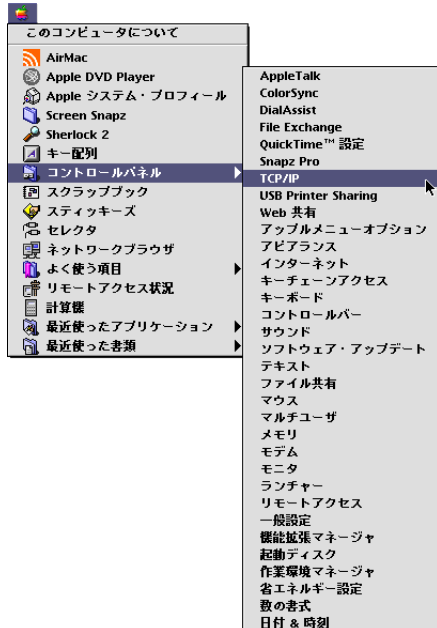 このコンピュータについて
AirMac
Apple DVD Player
Apple システム・プロフィール
Screen Snapz
Sherlock 2
キー配列
コントロールパネル
スクラップブック
スティッキーズ
セレクタ
ネットワークブラウザ
よく使う項目
リモートアクセス状況
計算機
最近使ったアプリケーション
最近使った書類
AppleTalk
ColorSync
DialAssist
File Exchange
QuickTime™ 設定
Snapz Pro
TCP/IP
USB Printer Sharing
Web 共有
アップルメニューオプション
アピアランス
インターネット
キーチェーンアクセス
キーボード
コントロールバー
サウンド
ソフトウェア・アップデート
テキスト
ファイル共有
マウス
マルチユーザ
メモリ
モデム
モニタ
ランチャー
リモートアクセス
一般設定
機能拡張マネージャ
起動ディスク
作業環境マネージャ
省エネルギー設定
数の書式
日付 & 時刻